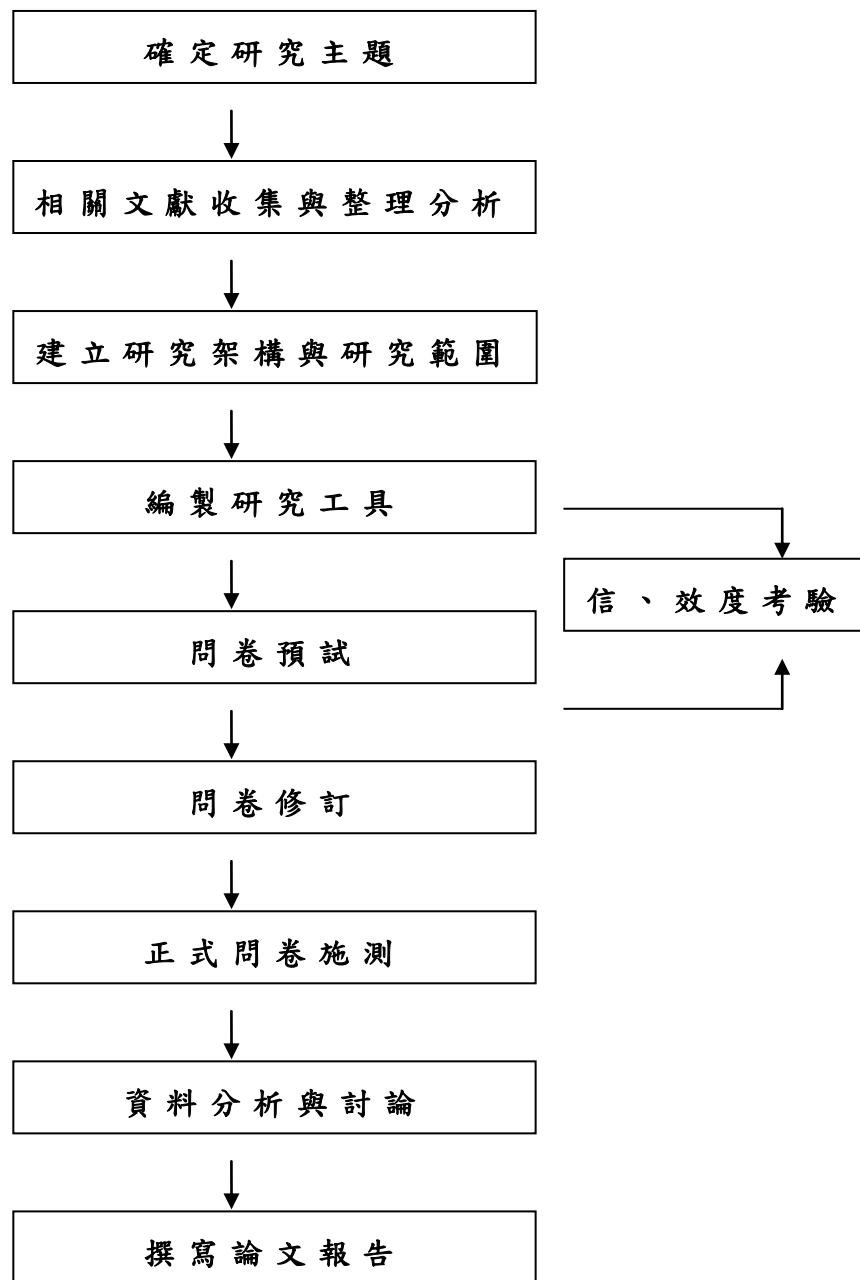 確定研究主題
相關文獻收集與整理分析
建立研究架構與研究範圍
編製研究工具
信、效度考驗
問卷預試
問卷修訂
正式問卷施測
資料分析與討論
撰寫論文報告